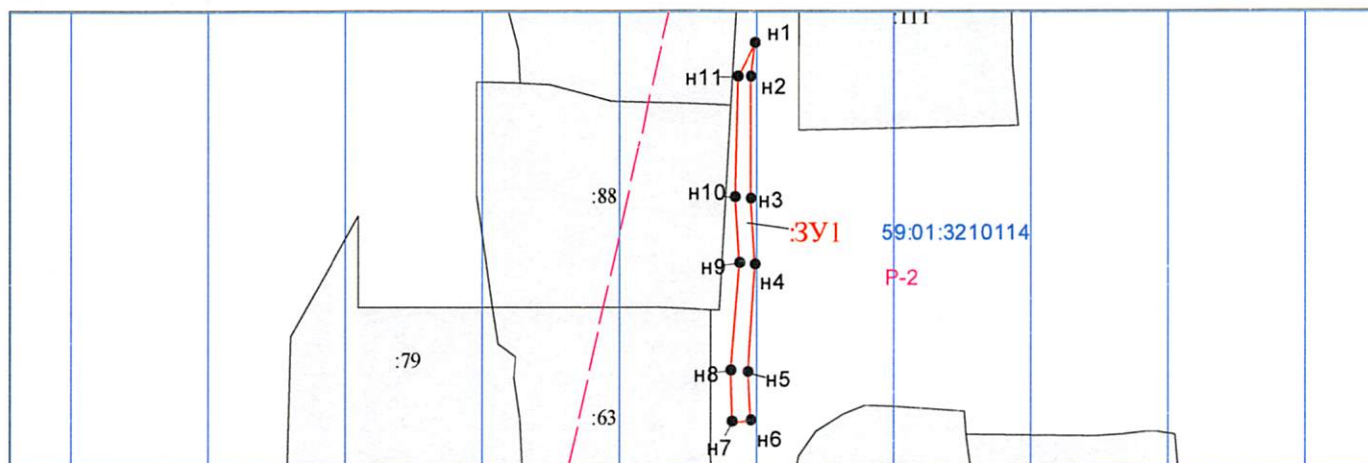 :111
н1
н11
н2
:88
н10
н3
:ЗУ1
59:01:3210114
н9
н4
Р-2
:79
н8
н5
:63
н7
н6